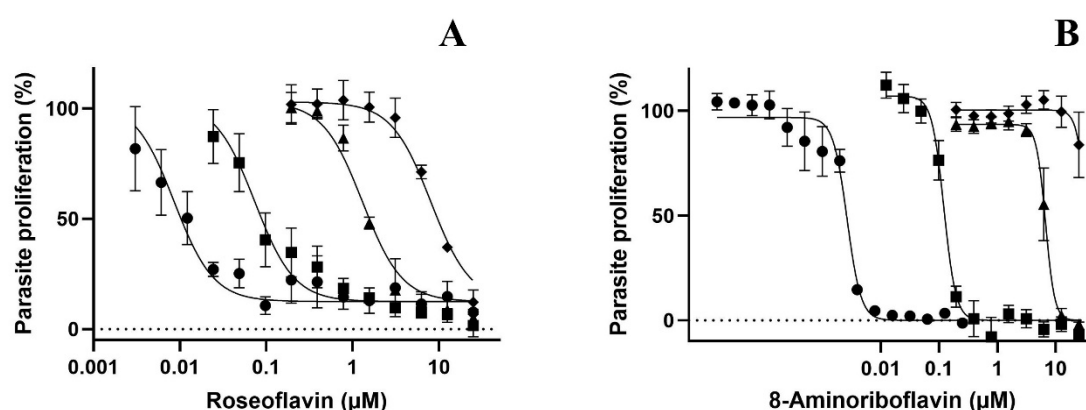 A
Parasite proliferation (%)
100
50
0
0.001 0.01 0.1 1 10
Roseoflavin (µM)
B
Parasite proliferation (%)
100
50
0
0.01 0.1 1 10
8-Aminoriboflavin (µM)